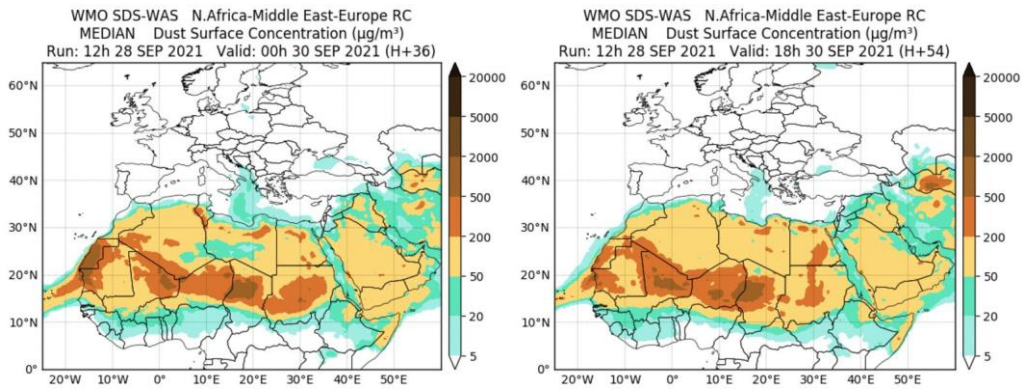 WMO SDS-WAS N.Africa-Middle East-Europe RC
MEDIAN Dust Surface Concentration (µg/m³)
Run: 12h 28 SEP 2021 Valid: 00h 30 SEP 2021 (H+36)
60°N
50°N
40°N
30°N
20°N
10°N
0°
20°W 10°W 0° 10°E 20°E 30°E 40°E 50°E
20000
5000
2000
500
200
50
20
5
WMO SDS-WAS N.Africa-Middle East-Europe RC
MEDIAN Dust Surface Concentration (µg/m³)
Run: 12h 28 SEP 2021 Valid: 18h 30 SEP 2021 (H+54)
60°N
50°N
40°N
30°N
20°N
10°N
0°
20°W 10°W 0° 10°E 20°E 30°E 40°E 50°E
20000
5000
2000
500
200
50
20
5